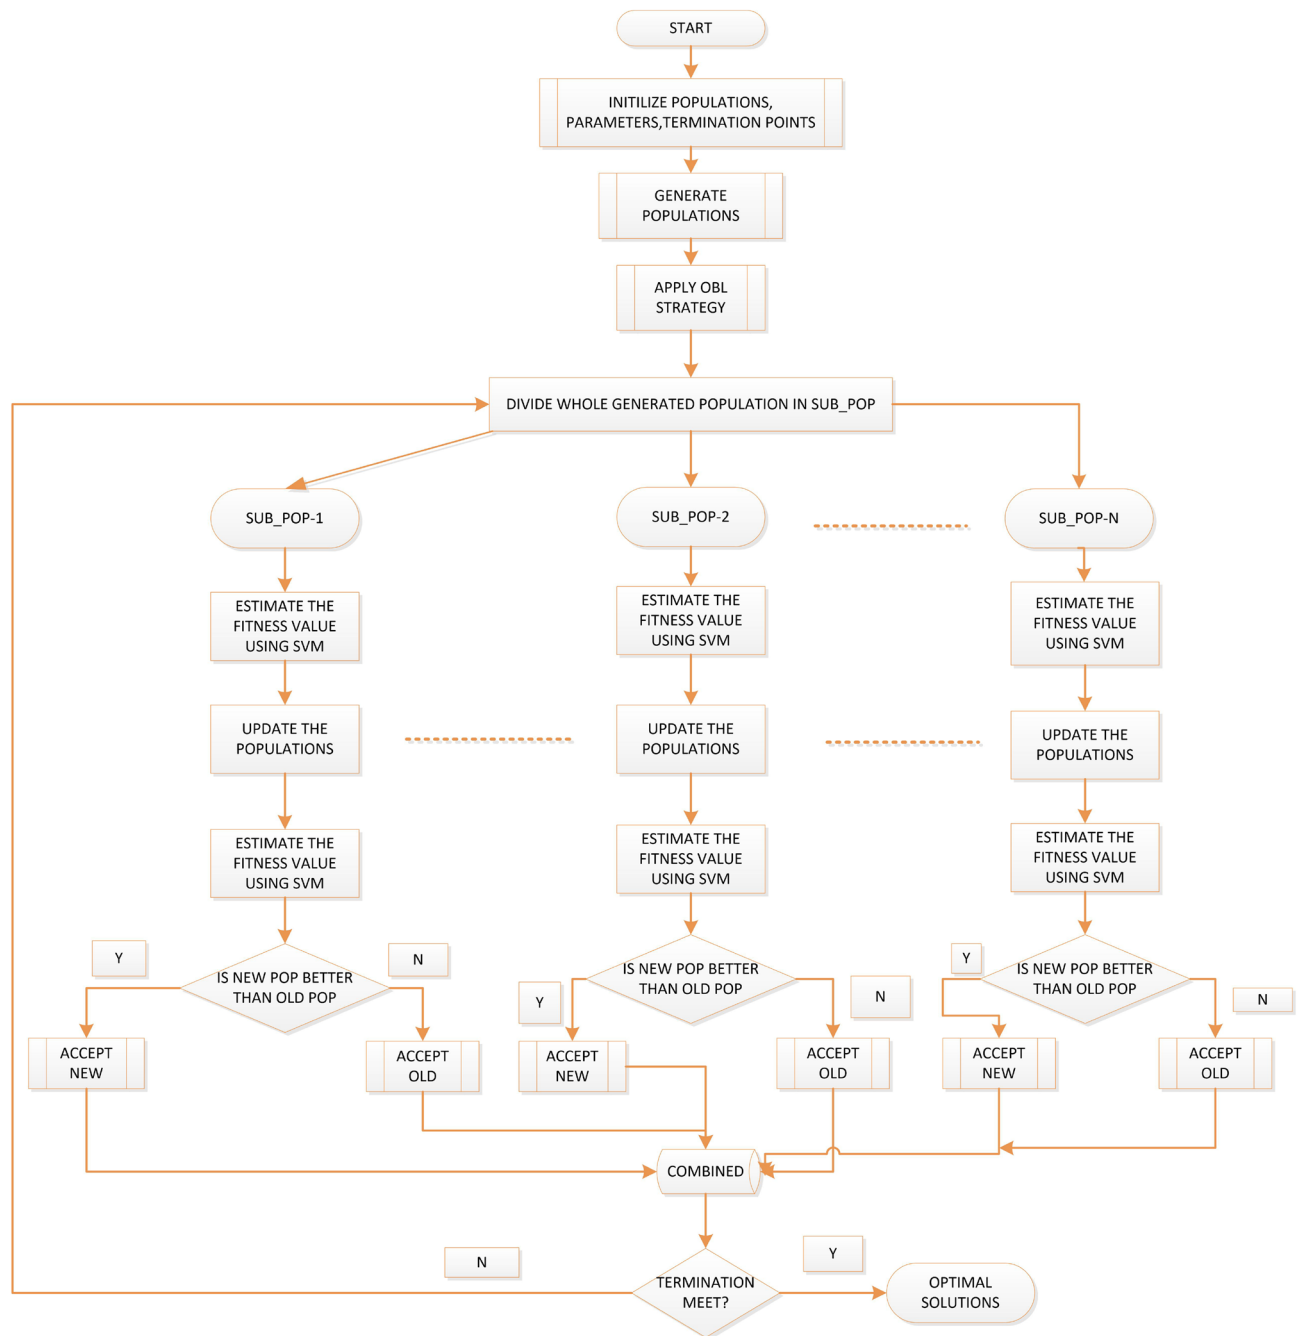 START
INITILIZE POPULATIONS,
PARAMETERS,TERMINATION POINTS
GENERATE
POPULATIONS
APPLY OBL
STRATEGY
DIVIDE WHOLE GENERATED POPULATION IN SUB_POP
SUB_POP-1
SUB_POP-2
SUB_POP-N
ESTIMATE THE
FITNESS VALUE
USING SVM
ESTIMATE THE
FITNESS VALUE
USING SVM
ESTIMATE THE
FITNESS VALUE
USING SVM
UPDATE THE
POPULATIONS
UPDATE THE
POPULATIONS
UPDATE THE
POPULATIONS
ESTIMATE THE
FITNESS VALUE
USING SVM
ESTIMATE THE
FITNESS VALUE
USING SVM
ESTIMATE THE
FITNESS VALUE
USING SVM
Y
IS NEW POP BETTER
THAN OLD POP
N
Y
IS NEW POP BETTER
THAN OLD POP
N
Y
IS NEW POP BETTER
THAN OLD POP
N
ACCEPT
NEW
ACCEPT
OLD
ACCEPT
NEW
ACCEPT
OLD
ACCEPT
NEW
ACCEPT
OLD
COMBINED
N
TERMINATION
MEET?
Y
OPTIMAL
SOLUTIONS